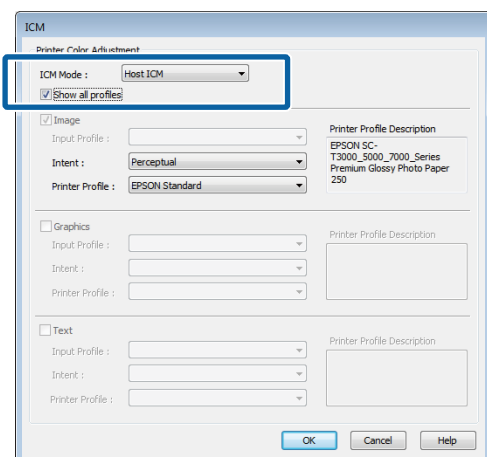 ICM
Printer Color Adjustment
ICM Mode : Host ICM
Show all profiles
Image
Input Profile :
Intent : Perceptual
Printer Profile : EPSON Standard
Printer Profile Description
EPSON SC-
T3000_5000_7000_Series
Premium Glossy Photo Paper
250
Graphics
Input Profile :
Intent :
Printer Profile :
Printer Profile Description
Text
Input Profile :
Intent :
Printer Profile :
Printer Profile Description
OK Cancel Help